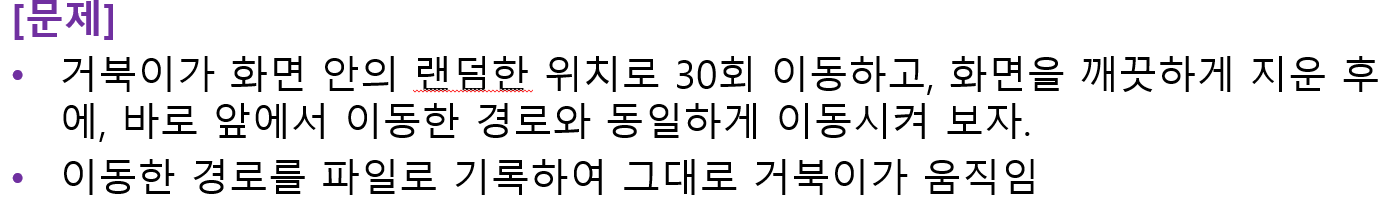 [문제]
• 거북이가 화면 안의 랜덤한 위치로 30회 이동하고, 화면을 깨끗하게 지운 후
에, 바로 앞에서 이동한 경로와 동일하게 이동시켜 보자.
• 이동한 경로를 파일로 기록하여 그대로 거북이가 움직임